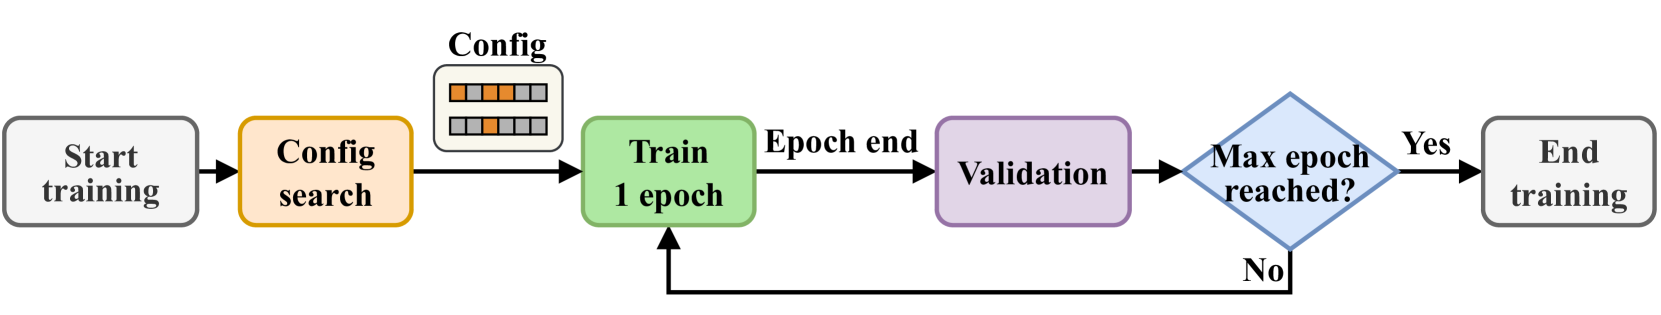 Config
Start
training
Config
search
Train
1 epoch
Epoch end
Validation
Max epoch
reached?
Yes
No
End
training